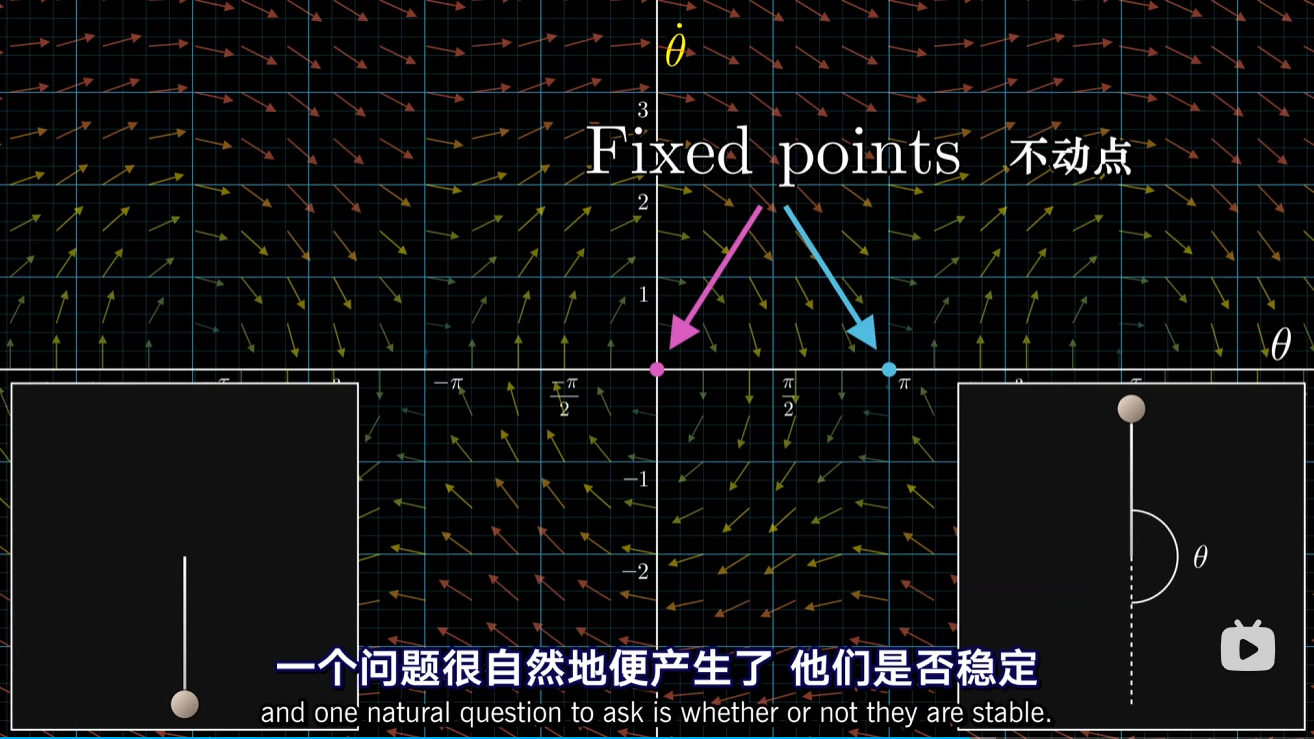 θ̇
3
Fixed points 不动点
2
1
θ
−π
−π
2
π
2
π
−1
−2
θ
一个问题很自然地便产生了 他们是否稳定
and one natural question to ask is whether or not they are stable.